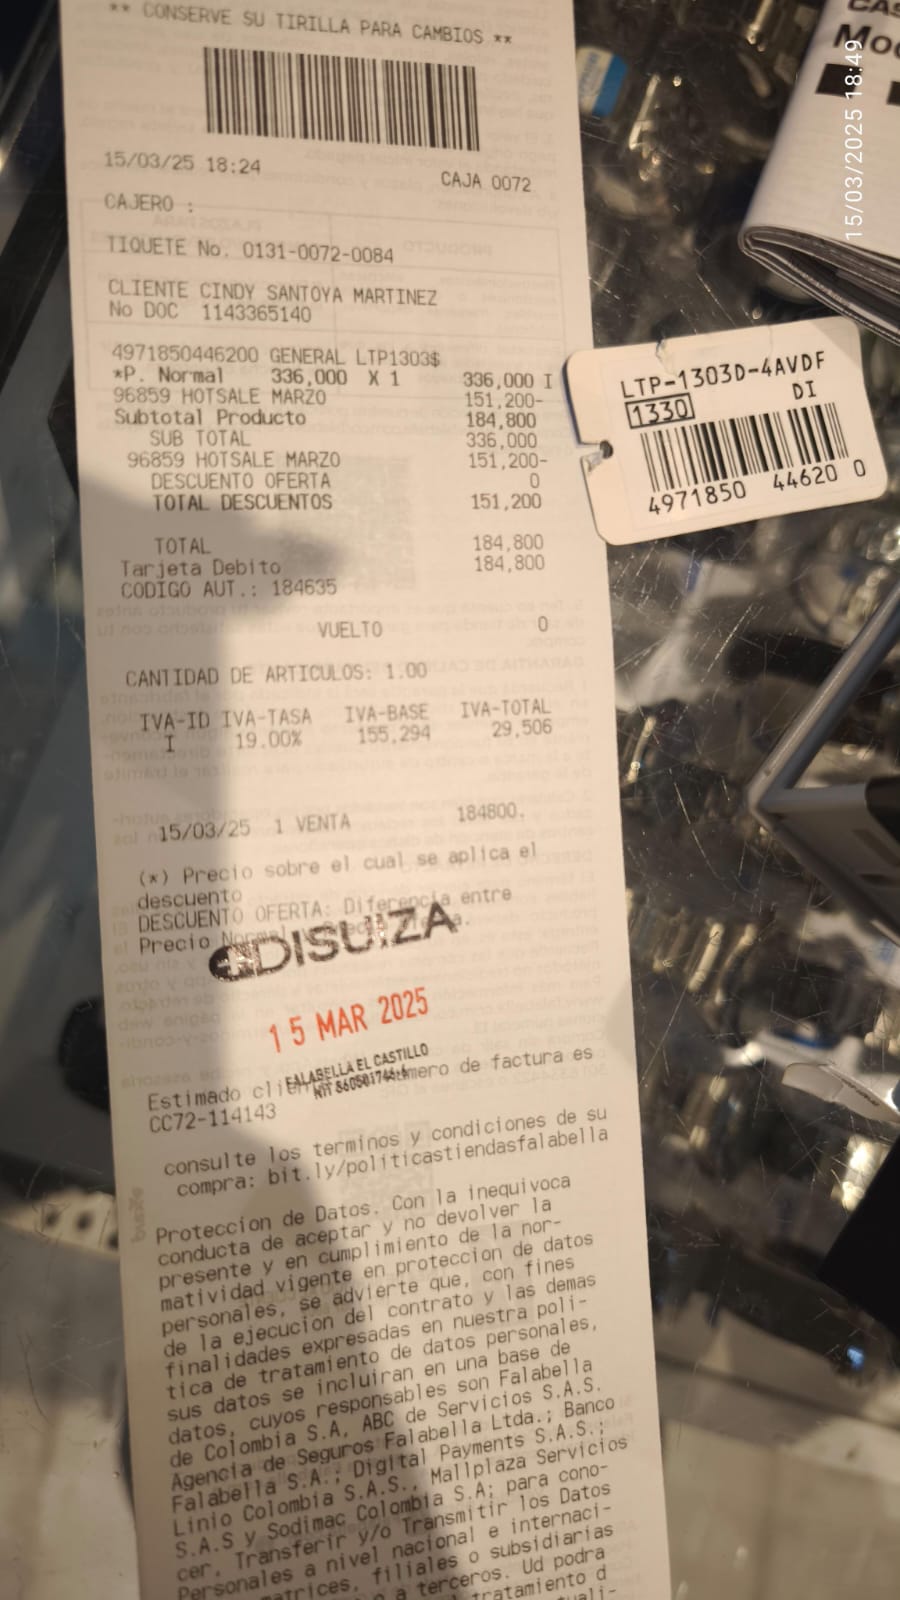 ** CONSERVE SU TIRILLA PARA CAMBIOS **
15/03/25 18:24 CAJA 0072
CAJERO :
TIQUETE No. 0131-0072-0084
CLIENTE CINDY SANTOYA MARTINEZ
No DOC 1143365140
4971850446200 GENERAL LTP1303$
*P. Normal 336,000 X 1 336,000 I
96859 HOTSALE MARZO 151,200-
Subtotal Producto 184,800
SUB TOTAL 336,000
96859 HOTSALE MARZO 151,200-
DESCUENTO OFERTA 0
TOTAL DESCUENTOS 151,200
TOTAL 184,800
Tarjeta Debito 184,800
CODIGO AUT.: 184635
VUELTO 0
CANTIDAD DE ARTICULOS: 1.00
IVA-ID IVA-TASA IVA-BASE IVA-TOTAL
I 19.00% 155,294 29,506
15/03/25 1 VENTA 184800.
(*) Precio sobre el cual se aplica el
descuento
DESCUENTO OFERTA: Diferencia entre
Precio
DISUIZA
15 MAR 2025
FALABELLA EL CASTILLO
NIT 860501746-6
Estimado numero de factura es
CC72-114143
consulte los terminos y condiciones de su
compra: bit.ly/politicastiendasfalabella
Proteccion de Datos. Con la inequivoca
conducta de aceptar y no devolver la
presente y en cumplimiento de la nor-
matividad vigente en proteccion de datos
personales, se advierte que, con fines
de la ejecucion del contrato y las demas
finalidades expresadas en nuestra poli-
tica de tratamiento de datos personales,
sus datos se incluiran en una base de
datos, cuyos responsables son Falabella
de Colombia S.A, ABC de Servicios S.A.S.
Agencia de Seguros Falabella Ltda.; Banco
Falabella S.A.; Digital Payments S.A.S.;
Linio Colombia S.A.S., Mallplaza Servicios
S.A.S y Sodimac Colombia S.A; para cono-
cer, Transferir y/o Transmitir los Datos
Personales a nivel nacional e internaci-
matrices, filiales o subsidiarias
o a terceros. Ud podra
tratamiento d
LTP-1303D-4AVDF
DI
1330
4971850 44620 0
15/03/2025 18:49